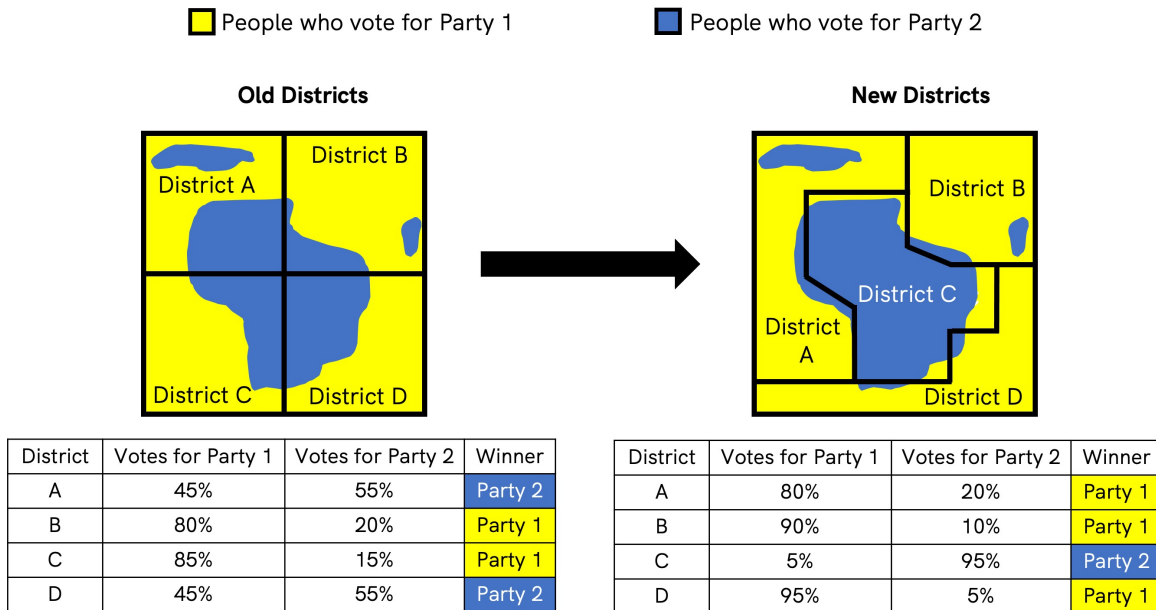 People who vote for Party 1
People who vote for Party 2
Old Districts
New Districts
District A
District B
District C
District D
District B
District C
District
A
District D
District Votes for Party 1 Votes for Party 2 Winner
A 45% 55% Party 2
B 80% 20% Party 1
C 85% 15% Party 1
D 45% 55% Party 2
District Votes for Party 1 Votes for Party 2 Winner
A 80% 20% Party 1
B 90% 10% Party 1
C 5% 95% Party 2
D 95% 5% Party 1